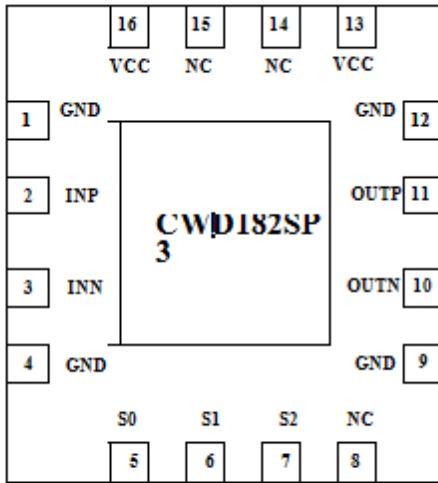 16 15 14 13
VCC NC NC VCC
1 GND GND 12
2 INP OUTP 11
CWD182SP
3
3 INN OUTN 10
4 GND GND 9
S0 S1 S2 NC
5 6 7 8